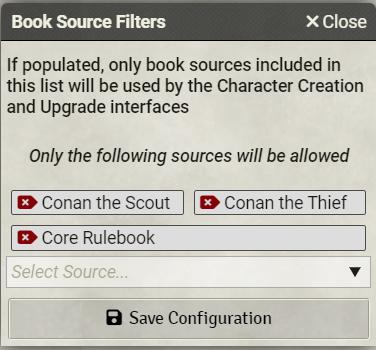 Book Source Filters Close
If populated, only book sources included in
this list will be used by the Character Creation
and Upgrade interfaces
Only the following sources will be allowed
Conan the Scout Conan the Thief
Core Rulebook
Select Source...
Save Configuration